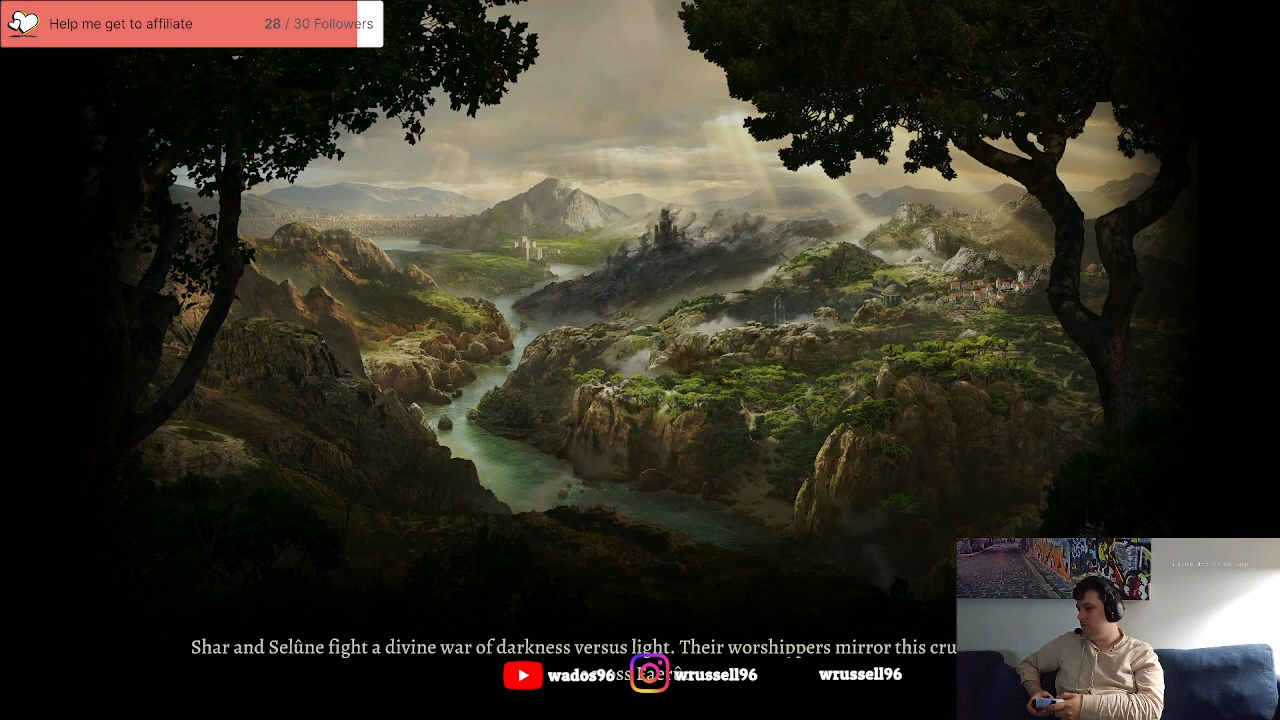 Help me get to affiliate
28 / 30 Followers
Shar and Selûne fight a divine war of darkness versus light. Their worshippers mirror this
wados96
wrussell96
wrussell96